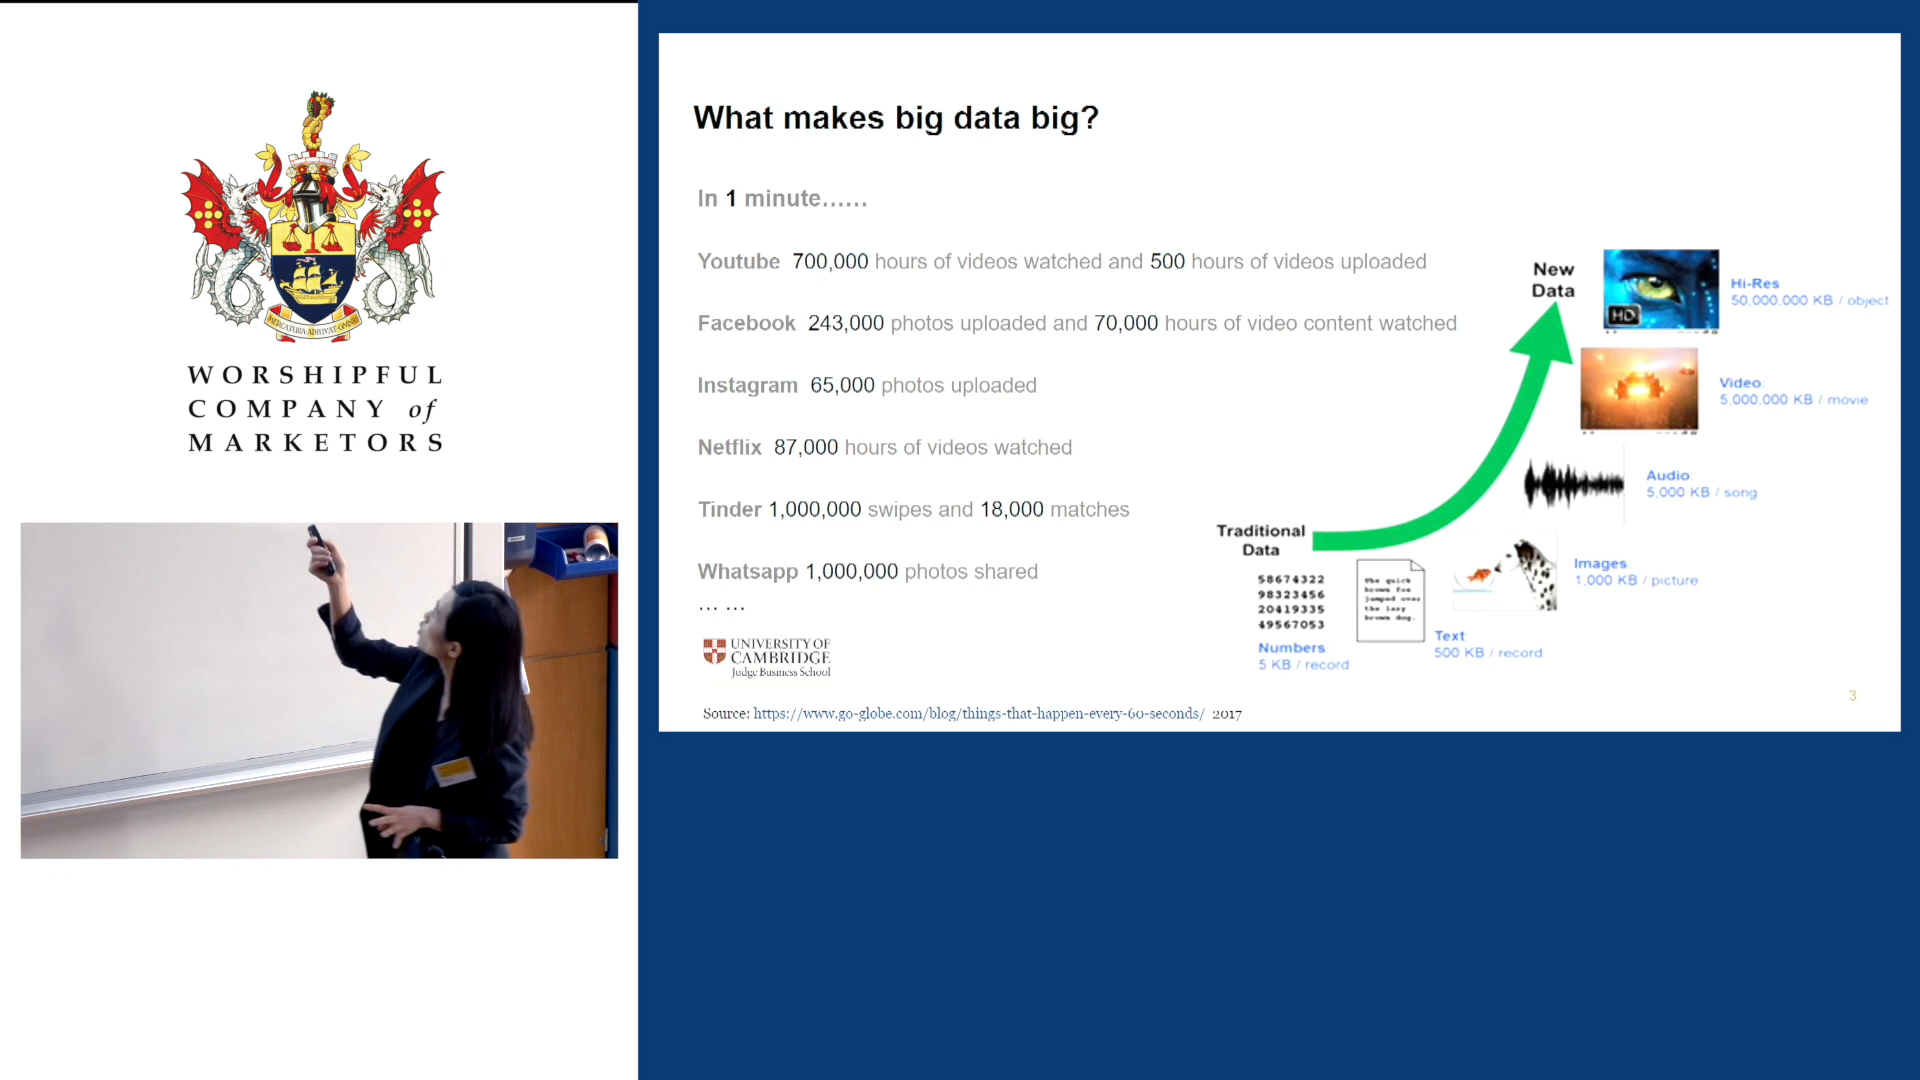 MERCATURA ADIUVAT OMNES
WORSHIPFUL
COMPANY of
MARKETORS
What makes big data big?
In 1 minute......
Youtube 700,000 hours of videos watched and 500 hours of videos uploaded
Facebook 243,000 photos uploaded and 70,000 hours of video content watched
Instagram 65,000 photos uploaded
Netflix 87,000 hours of videos watched
Tinder 1,000,000 swipes and 18,000 matches
Whatsapp 1,000,000 photos shared
... ...
New
Data
HD
Hi-Res
50,000,000 KB / object
Video
5,000,000 KB / movie
Audio
5,000 KB / song
Images
1,000 KB / picture
Traditional
Data
58674322
98323456
20419335
49567053
Numbers
5 KB / record
the quick
brown fox
jumped over
the lazy
brown dog.
Text
500 KB / record
UNIVERSITY OF
CAMBRIDGE
Judge Business School
Source: https://www.go-globe.com/blog/things-that-happen-every-60-seconds/ 2017
3